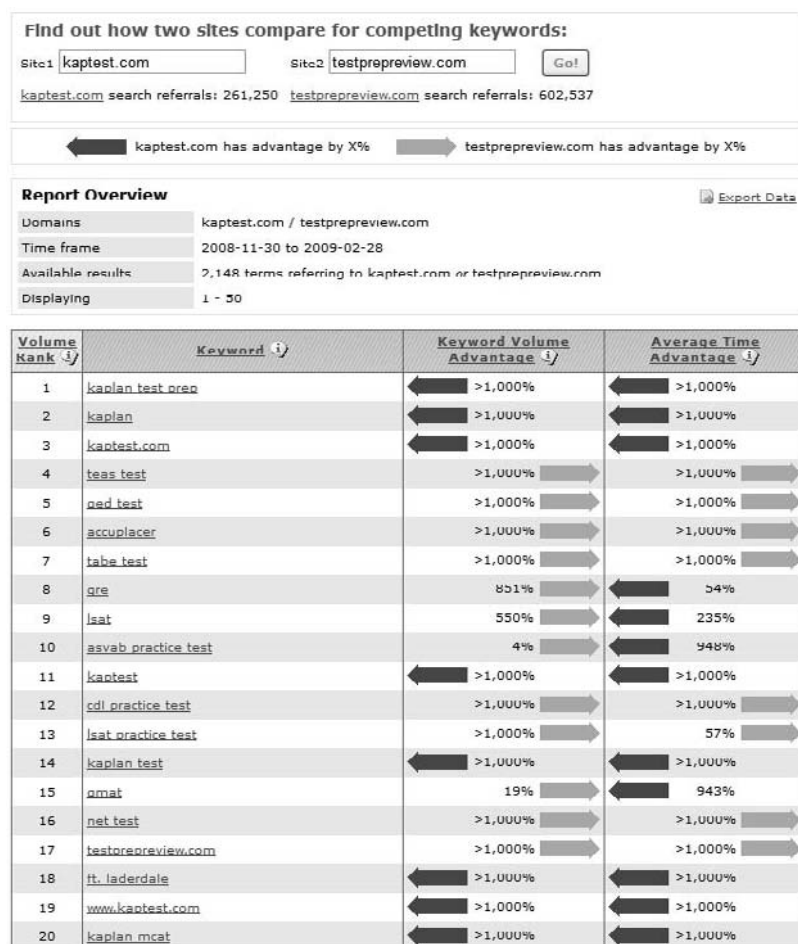 Find out how two sites compare for competing keywords:
Site1 kaptest.com Site2 testprepreview.com Go!
kaptest.com search referrals: 261,250 testprepreview.com search referrals: 602,537
kaptest.com has advantage by X% testprepreview.com has advantage by X%
Report Overview Export Data
Domains kaptest.com / testprepreview.com
Time frame 2008-11-30 to 2009-02-28
Available results 2,148 terms referring to kaptest.com or testprepreview.com
Displaying 1 - 50
Volume Rank Keyword Keyword Volume Advantage Average Time Advantage
1 kaplan test prep >1,000% >1,000%
2 kaplan >1,000% >1,000%
3 kaptest.com >1,000% >1,000%
4 teas test >1,000% >1,000%
5 ged test >1,000% >1,000%
6 accuplacer >1,000% >1,000%
7 tabe test >1,000% >1,000%
8 gre 851% 54%
9 lsat 550% 235%
10 asvab practice test 4% 948%
11 kaptest >1,000% >1,000%
12 cdl practice test >1,000% >1,000%
13 lsat practice test >1,000% 57%
14 kaplan test >1,000% >1,000%
15 gmat 19% 943%
16 net test >1,000% >1,000%
17 testprepreview.com >1,000% >1,000%
18 ft. laderdale >1,000% >1,000%
19 www.kaptest.com >1,000% >1,000%
20 kaplan mcat >1,000% >1,000%